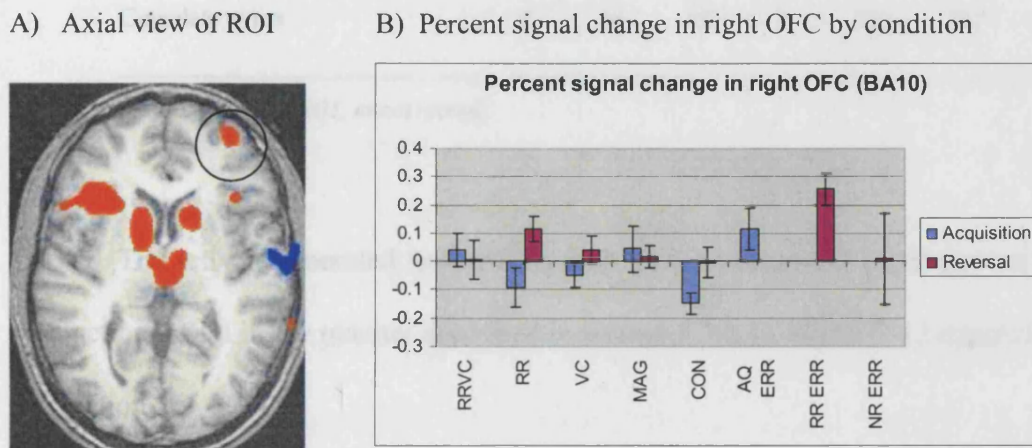 A) Axial view of ROI
B) Percent signal change in right OFC by condition
Percent signal change in right OFC (BA10)
0.4
0.3
0.2
0.1
0
-0.1
-0.2
-0.3
RRVC
RR
VC
MAG
CON
AQ
ERR
RR ERR
NR ERR
Acquisition
Reversal